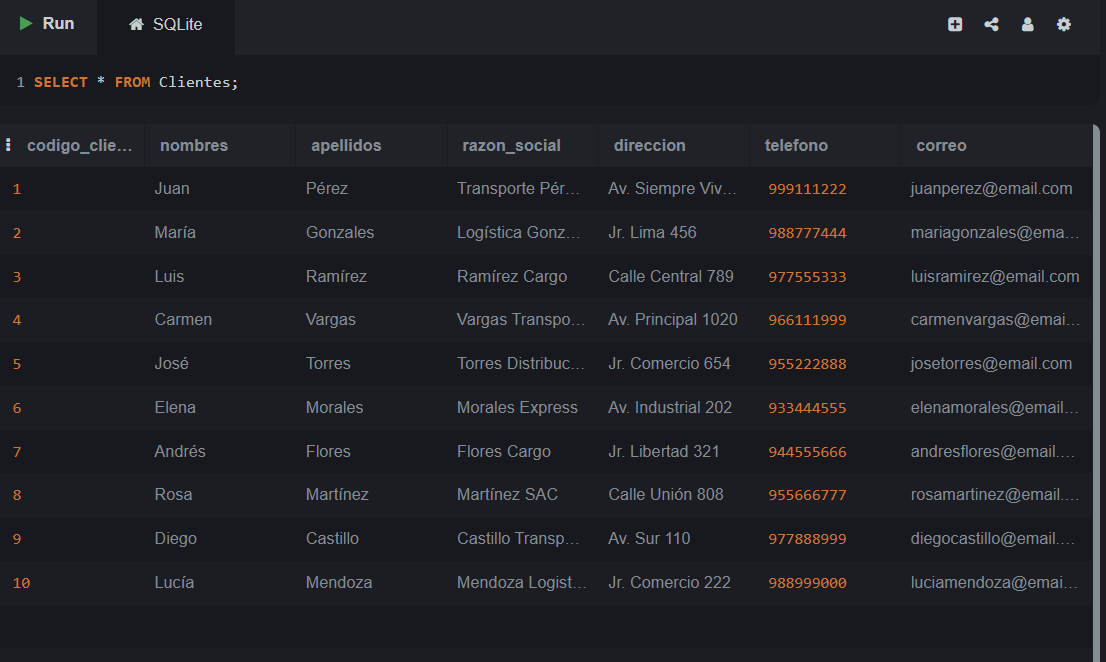 Run SQLite
1 SELECT * FROM Clientes;
codigo_clie... nombres apellidos razon_social direccion telefono correo
1 Juan Pérez Transporte Pér... Av. Siempre Viv... 999111222 juanperez@email.com
2 María Gonzales Logística Gonz... Jr. Lima 456 988777444 mariagonzales@ema...
3 Luis Ramírez Ramírez Cargo Calle Central 789 977555333 luisramirez@email.com
4 Carmen Vargas Vargas Transpo... Av. Principal 1020 966111999 carmenvargas@emai...
5 José Torres Torres Distribuc... Jr. Comercio 654 955222888 josetorres@email.com
6 Elena Morales Morales Express Av. Industrial 202 933444555 elenamorales@email...
7 Andrés Flores Flores Cargo Jr. Libertad 321 944555666 andresflores@email....
8 Rosa Martínez Martínez SAC Calle Unión 808 955666777 rosamartinez@email....
9 Diego Castillo Castillo Transp... Av. Sur 110 977888999 diegocastillo@email....
10 Lucía Mendoza Mendoza Logist... Jr. Comercio 222 988999000 luciamendoza@emai...